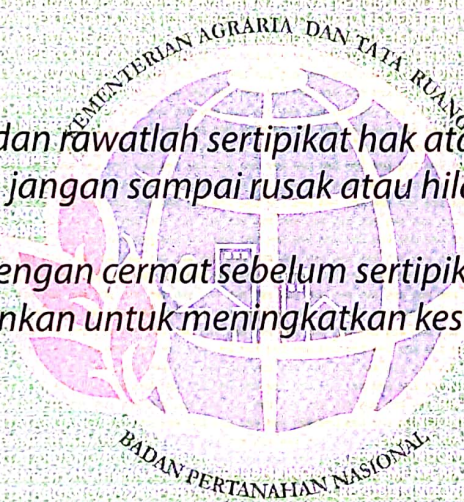 KEMENTERIAN AGRARIA DAN TATA RUANG
dan rawatlah sertipikat hak ata
jangan sampai rusak atau hila
engan cermat sebelum sertipik
nkan untuk meningkatkan kes
BADAN PERTANAHAN NASIONAL